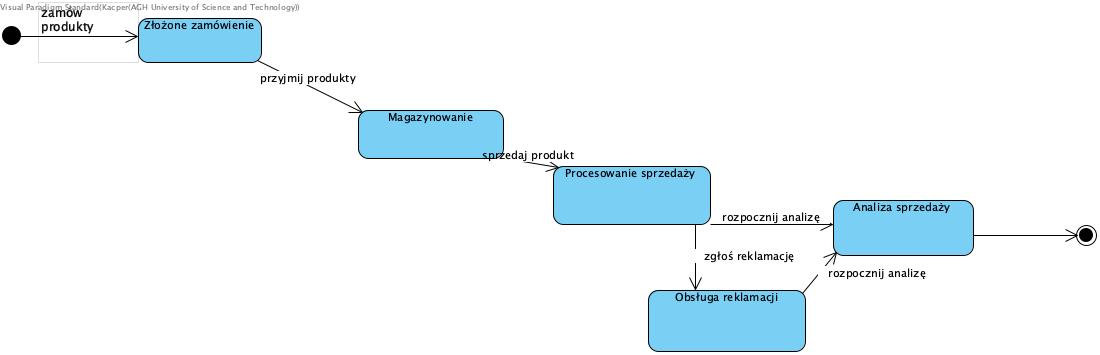 Visual Paradigm Standard(Kacper(AGH University of Science and Technology))
zamów
produkty
Złożone zamówienie
przyjmij produkty
Magazynowanie
sprzedaj produkt
Procesowanie sprzedaży
Analiza sprzedaży
rozpocznij analizę
zgłoś reklamację
rozpocznij analizę
Obsługa reklamacji